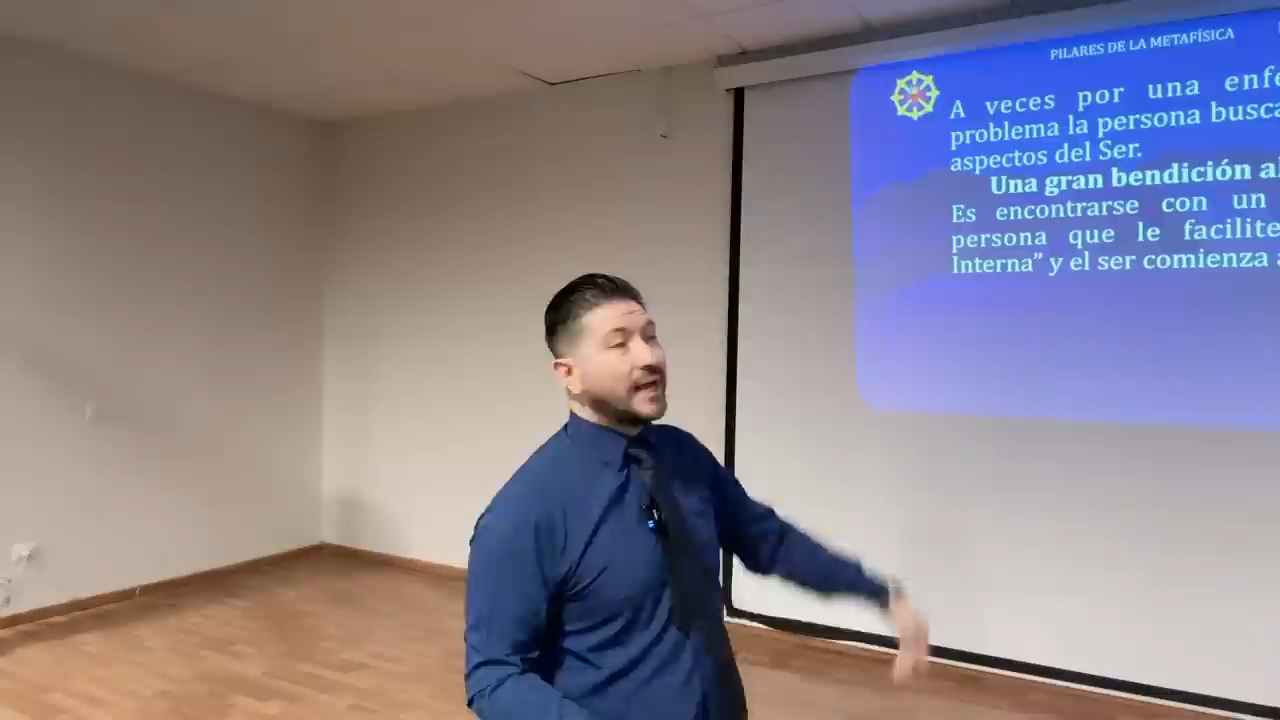 PILARES DE LA METAFÍSICA
A veces por una enfe
problema la persona busca
aspectos del Ser.
Una gran bendición al
Es encontrarse con un
persona que le facilite
Interna” y el ser comienza